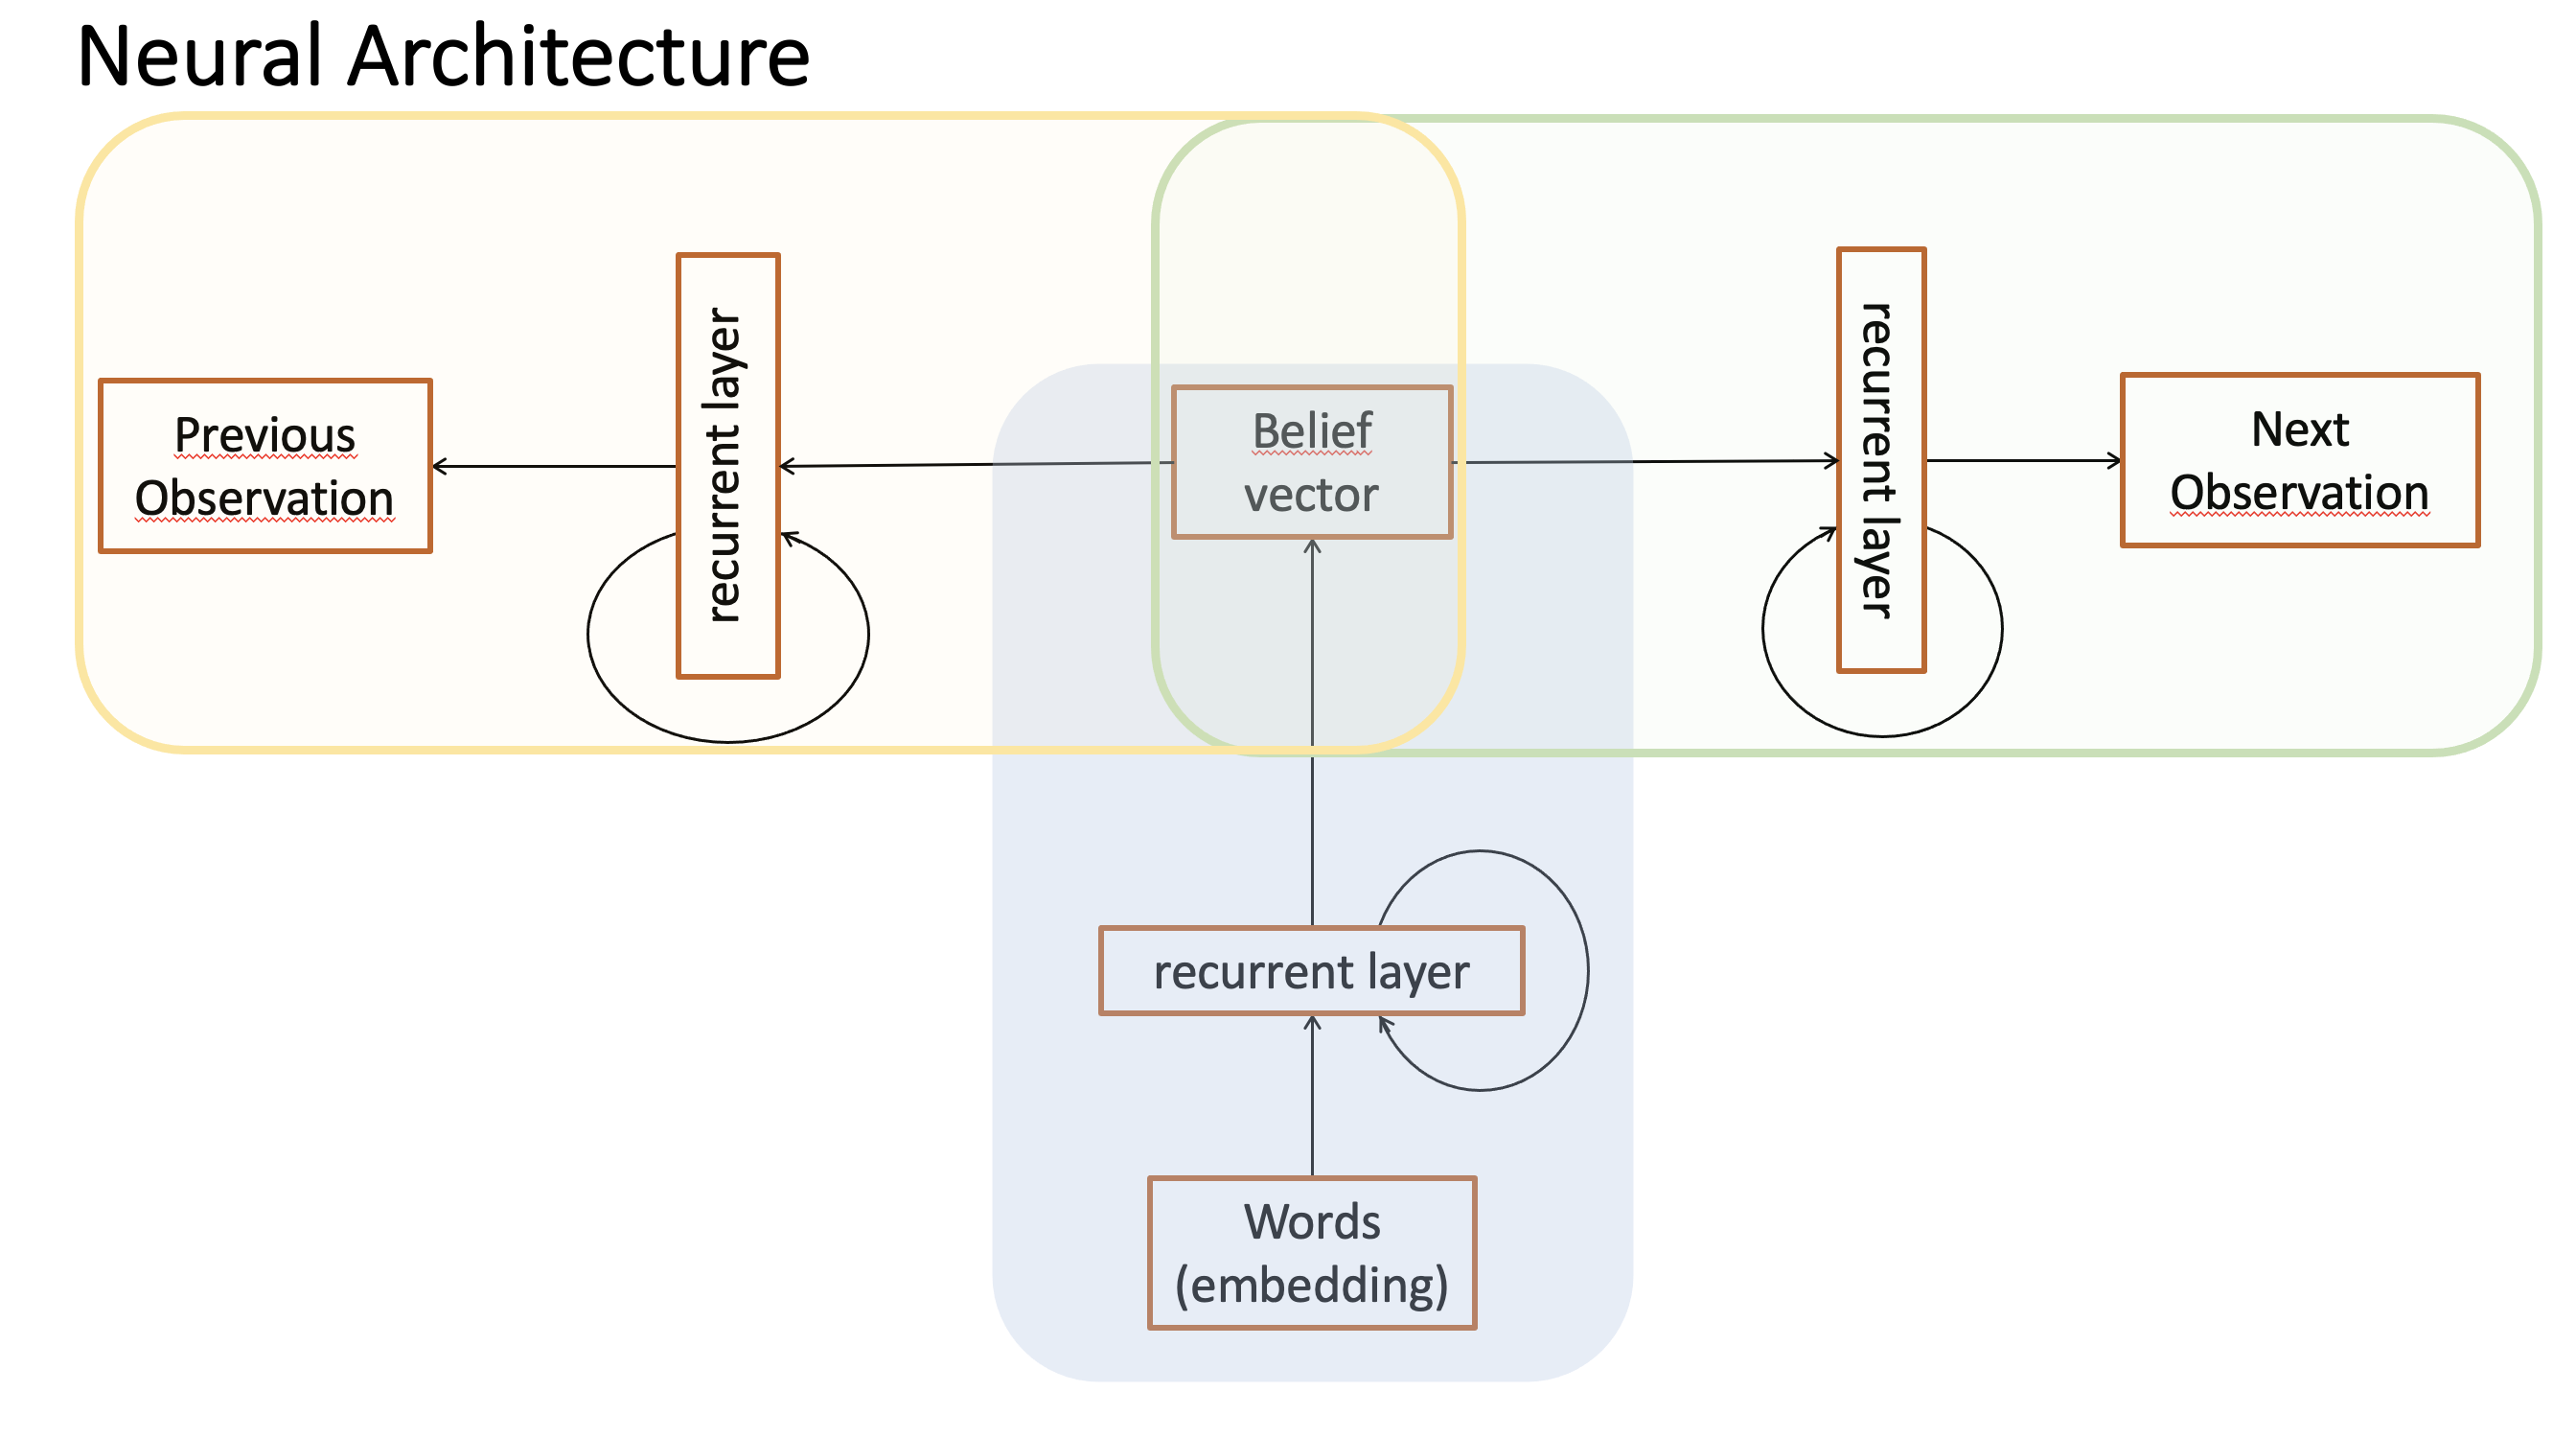 Neural Architecture
Previous
Observation
recurrent layer
Belief
vector
recurrent layer
Next
Observation
recurrent layer
Words
(embedding)